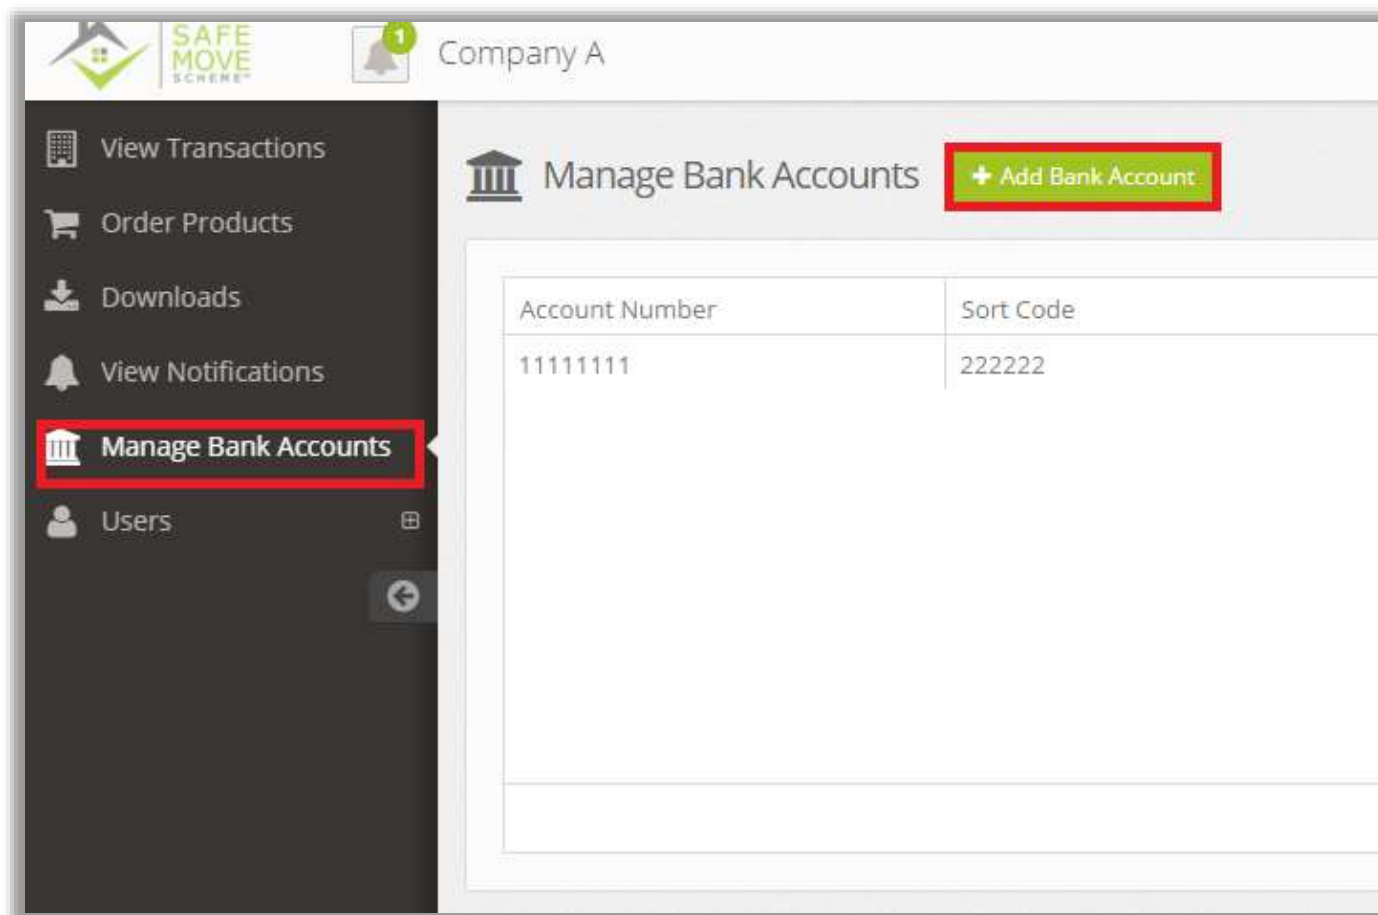 SAFE
MOVE
SCHEME™
1
Company A
View Transactions
Order Products
Downloads
View Notifications
Manage Bank Accounts
Users
Manage Bank Accounts
+ Add Bank Account
Account Number Sort Code
11111111 222222